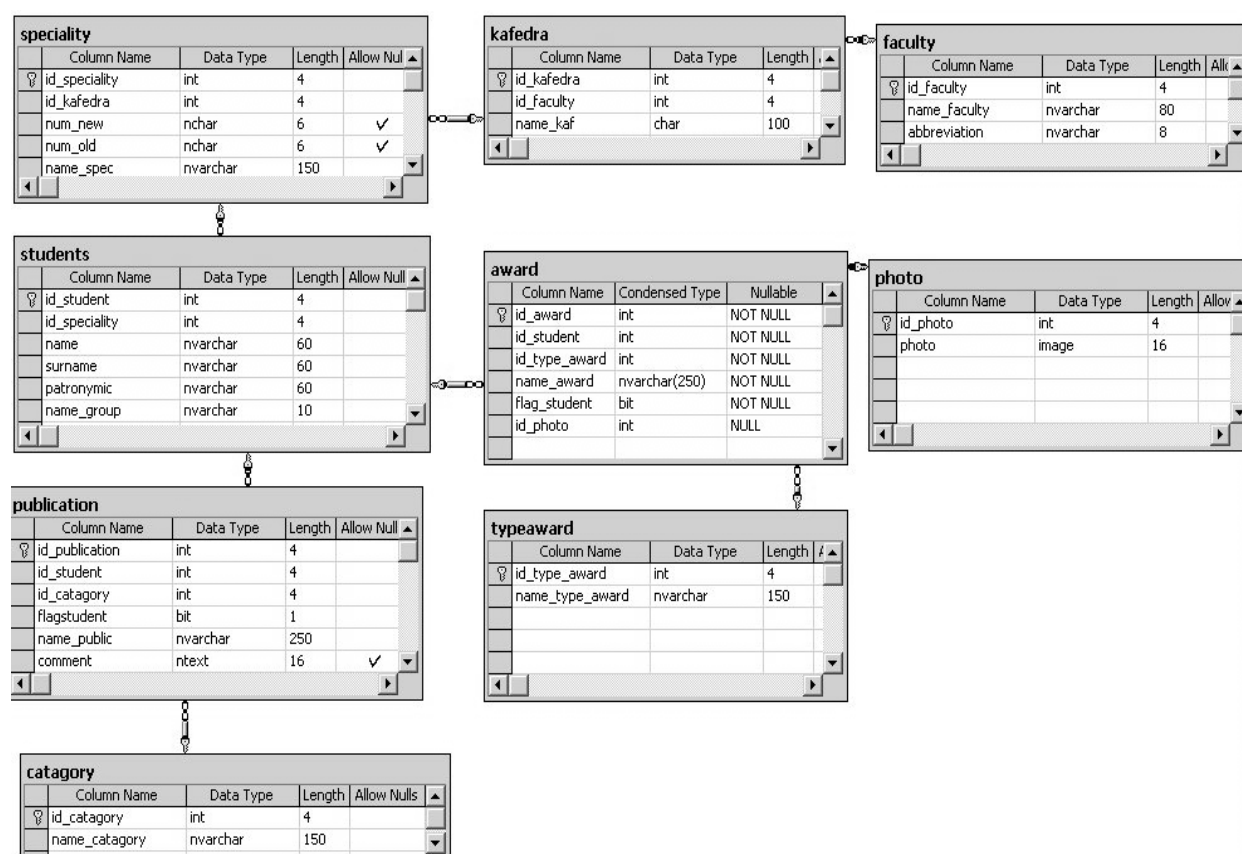 speciality
Column Name Data Type Length Allow Nul
id_speciality int 4
id_kafedra int 4
num_new nchar 6
num_old nchar 6
name_spec nvarchar 150
kafedra
Column Name Data Type Length
id_kafedra int 4
id_faculty int 4
name_kaf char 100
faculty
Column Name Data Type Length Allo
id_faculty int 4
name_faculty nvarchar 80
abbreviation nvarchar 8
students
Column Name Data Type Length Allow Null
id_student int 4
id_speciality int 4
name nvarchar 60
surname nvarchar 60
patronymic nvarchar 60
name_group nvarchar 10
award
Column Name Condensed Type Nullable
id_award int NOT NULL
id_student int NOT NULL
id_type_award int NOT NULL
name_award nvarchar(250) NOT NULL
flag_student bit NOT NULL
id_photo int NULL
photo
Column Name Data Type Length Allow
id_photo int 4
photo image 16
publication
Column Name Data Type Length Allow Null
id_publication int 4
id_student int 4
id_catagory int 4
flagstudent bit 1
name_public nvarchar 250
comment ntext 16
typeaward
Column Name Data Type Length
id_type_award int 4
name_type_award nvarchar 150
catagory
Column Name Data Type Length Allow Nulls
id_catagory int 4
name_catagory nvarchar 150